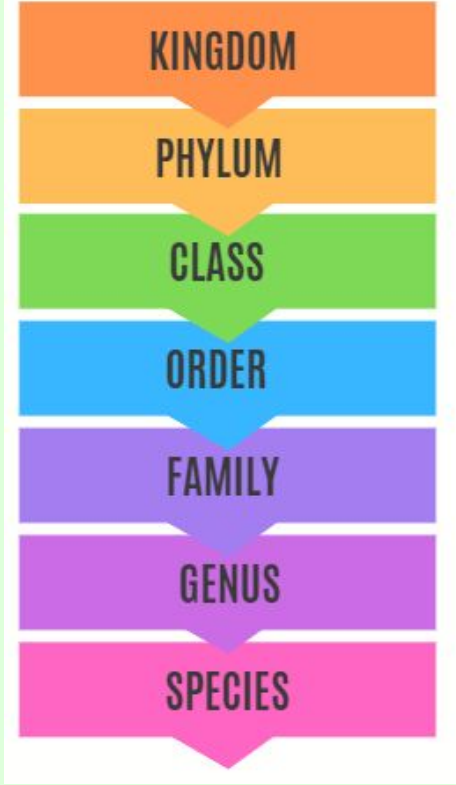 KINGDOM
PHYLUM
CLASS
ORDER
FAMILY
GENUS
SPECIES